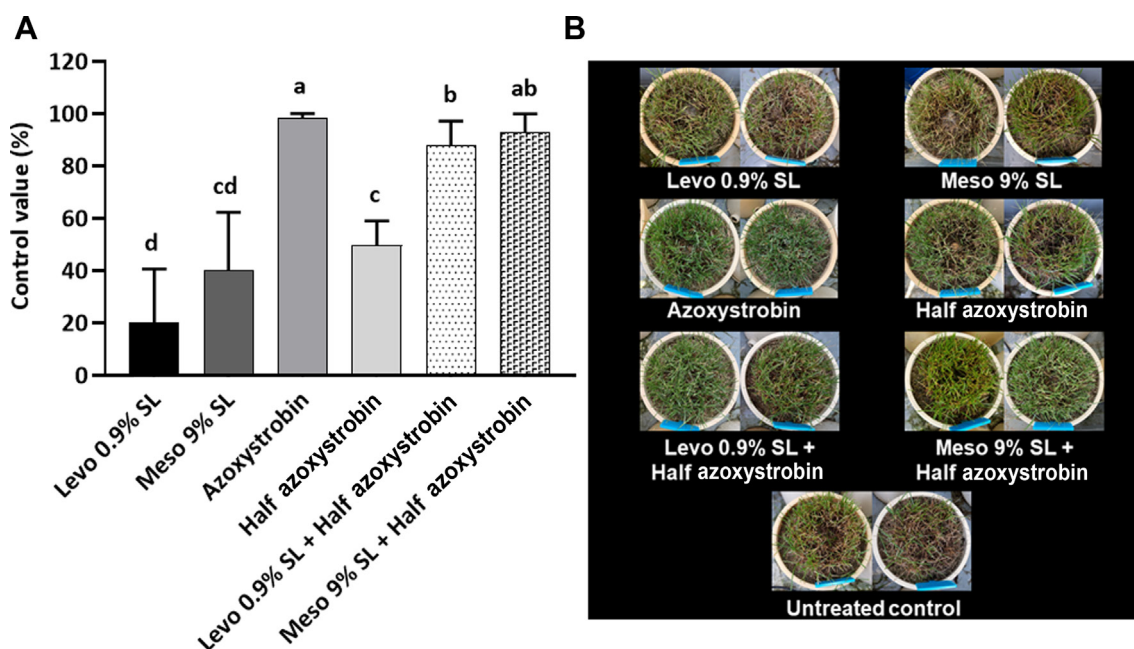 A
B
Control value (%)
120
100
80
60
40
20
0
d
cd
a
c
b
ab
Levo 0.9% SL
Meso 9% SL
Azoxystrobin
Half azoxystrobin
Levo 0.9% SL + Half azoxystrobin
Meso 9% SL + Half azoxystrobin
Levo 0.9% SL
Meso 9% SL
Azoxystrobin
Half azoxystrobin
Levo 0.9% SL +
Half azoxystrobin
Meso 9% SL +
Half azoxystrobin
Untreated control